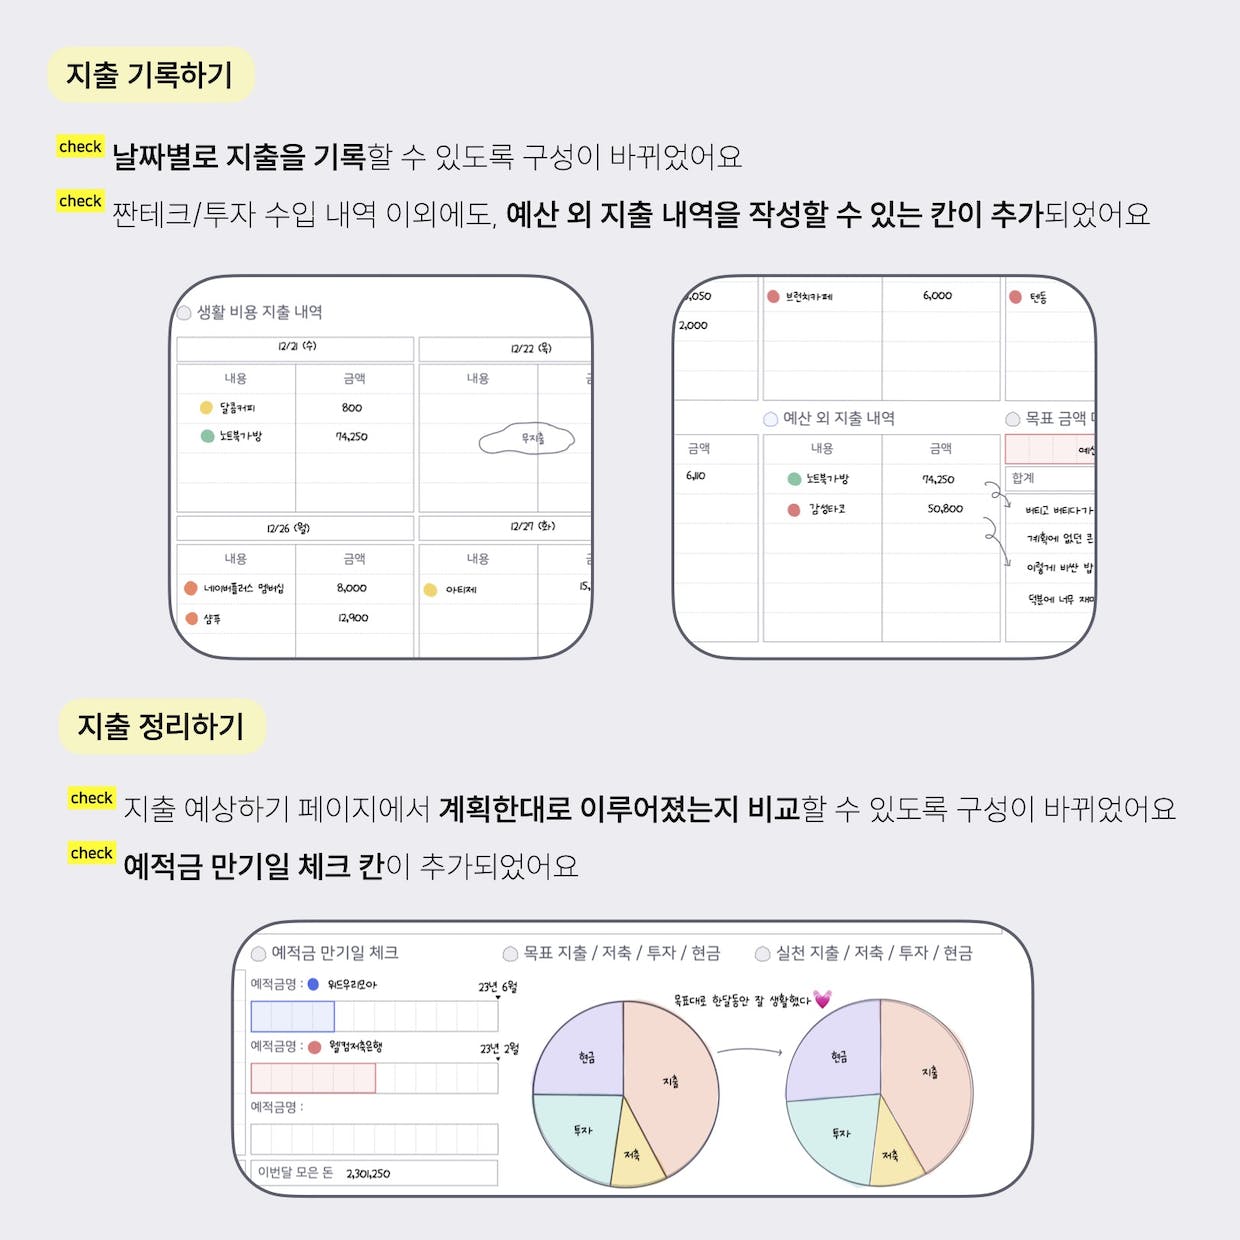 지출 기록하기
check 날짜별로 지출을 기록할 수 있도록 구성이 바뀌었어요
check 짠테크/투자 수입 내역 이외에도, 예산 외 지출 내역을 작성할 수 있는 칸이 추가되었어요
생활 비용 지출 내역
12/21 (수)
12/22 (목)
내용 금액
내용
달콤커피 800
노트북가방 74,250
무지출
12/26 (월)
12/27 (화)
내용 금액
내용
네이버플러스 멤버십 8,000
샴푸 12,900
아티제 15,
,050
2,000
브런치카페 6,000
텐동
예산 외 지출 내역
목표 금액
금액
내용 금액
6,110
노트북가방 74,250
감성타코 50,800
합계
버티고 버티다가
계획에 없던 큰
이렇게 비싼 밥
덕분에 너무 재미
지출 정리하기
check 지출 예상하기 페이지에서 계획한대로 이루어졌는지 비교할 수 있도록 구성이 바뀌었어요
check 예적금 만기일 체크 칸이 추가되었어요
예적금 만기일 체크
예적금명 : 워드우리모아
23년 6월
예적금명 : 웰컴저축은행
23년 2월
예적금명 :
이번달 모은 돈 2,301,250
목표 지출 / 저축 / 투자 / 현금
실천 지출 / 저축 / 투자 / 현금
목표대로 한달동안 잘 생활했다
현금
지출
투자
저축
현금
지출
투자
저축